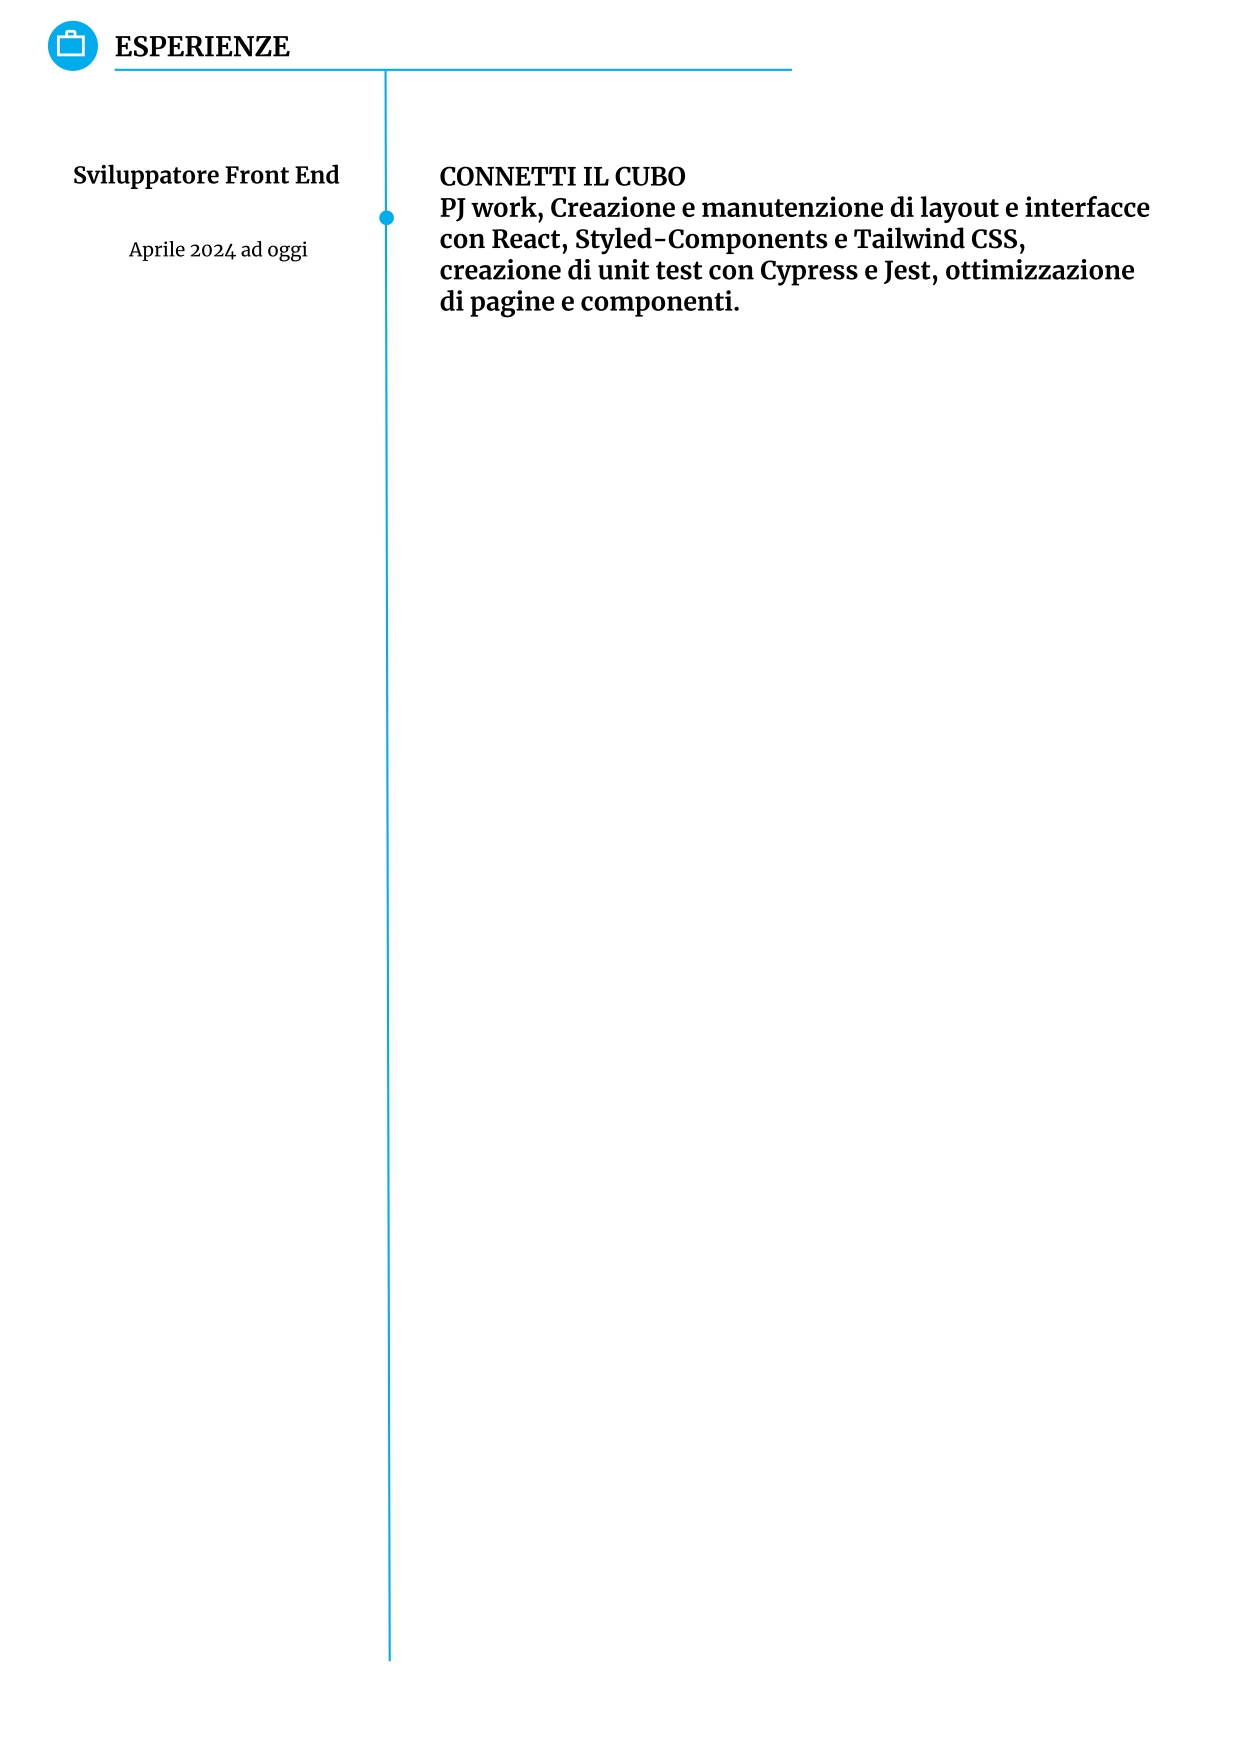 ESPERIENZE
Sviluppatore Front End
Aprile 2024 ad oggi
CONNETTI IL CUBO
PJ work, Creazione e manutenzione di layout e interfacce
con React, Styled-Components e Tailwind CSS,
creazione di unit test con Cypress e Jest, ottimizzazione
di pagine e componenti.